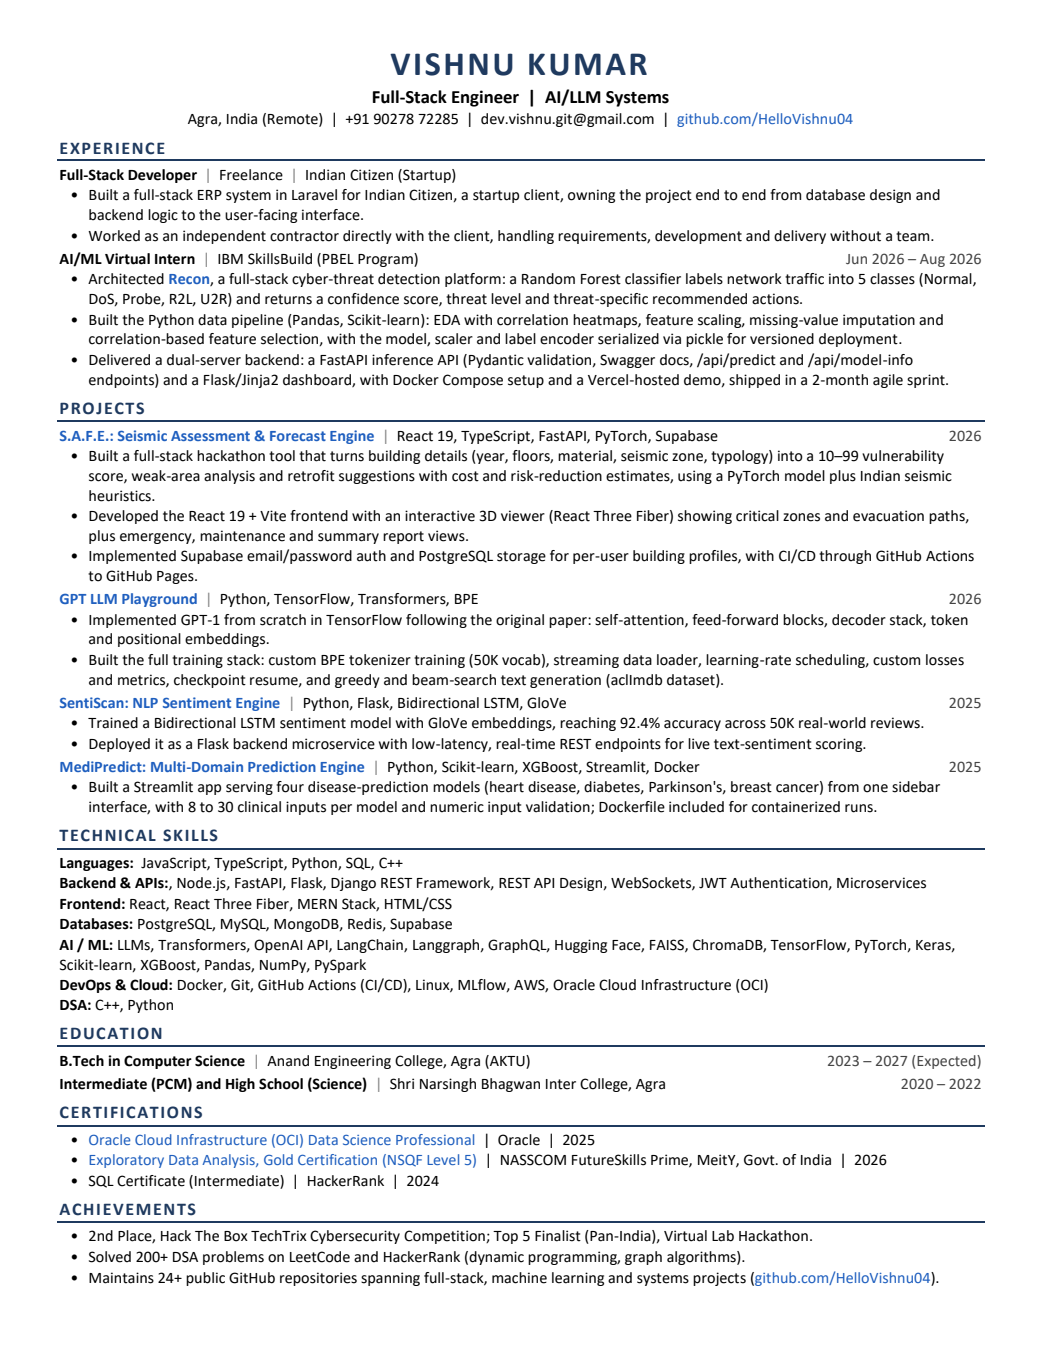 VISHNU KUMAR
Full-Stack Engineer | AI/LLM Systems
Agra, India (Remote) | +91 90278 72285 | dev.vishnu.git@gmail.com | github.com/HelloVishnu04
EXPERIENCE
Full-Stack Developer | Freelance | Indian Citizen (Startup)
• Built a full-stack ERP system in Laravel for Indian Citizen, a startup client, owning the project end to end from database design and
backend logic to the user-facing interface.
• Worked as an independent contractor directly with the client, handling requirements, development and delivery without a team.
AI/ML Virtual Intern | IBM SkillsBuild (PBEL Program) Jun 2026 – Aug 2026
• Architected Recon, a full-stack cyber-threat detection platform: a Random Forest classifier labels network traffic into 5 classes (Normal,
DoS, Probe, R2L, U2R) and returns a confidence score, threat level and threat-specific recommended actions.
• Built the Python data pipeline (Pandas, Scikit-learn): EDA with correlation heatmaps, feature scaling, missing-value imputation and
correlation-based feature selection, with the model, scaler and label encoder serialized via pickle for versioned deployment.
• Delivered a dual-server backend: a FastAPI inference API (Pydantic validation, Swagger docs, /api/predict and /api/model-info
endpoints) and a Flask/Jinja2 dashboard, with Docker Compose setup and a Vercel-hosted demo, shipped in a 2-month agile sprint.
PROJECTS
S.A.F.E.: Seismic Assessment & Forecast Engine | React 19, TypeScript, FastAPI, PyTorch, Supabase 2026
• Built a full-stack hackathon tool that turns building details (year, floors, material, seismic zone, typology) into a 10–99 vulnerability
score, weak-area analysis and retrofit suggestions with cost and risk-reduction estimates, using a PyTorch model plus Indian seismic
heuristics.
• Developed the React 19 + Vite frontend with an interactive 3D viewer (React Three Fiber) showing critical zones and evacuation paths,
plus emergency, maintenance and summary report views.
• Implemented Supabase email/password auth and PostgreSQL storage for per-user building profiles, with CI/CD through GitHub Actions
to GitHub Pages.
GPT LLM Playground | Python, TensorFlow, Transformers, BPE 2026
• Implemented GPT-1 from scratch in TensorFlow following the original paper: self-attention, feed-forward blocks, decoder stack, token
and positional embeddings.
• Built the full training stack: custom BPE tokenizer training (50K vocab), streaming data loader, learning-rate scheduling, custom losses
and metrics, checkpoint resume, and greedy and beam-search text generation (aclImdb dataset).
SentiScan: NLP Sentiment Engine | Python, Flask, Bidirectional LSTM, GloVe 2025
• Trained a Bidirectional LSTM sentiment model with GloVe embeddings, reaching 92.4% accuracy across 50K real-world reviews.
• Deployed it as a Flask backend microservice with low-latency, real-time REST endpoints for live text-sentiment scoring.
MediPredict: Multi-Domain Prediction Engine | Python, Scikit-learn, XGBoost, Streamlit, Docker 2025
• Built a Streamlit app serving four disease-prediction models (heart disease, diabetes, Parkinson's, breast cancer) from one sidebar
interface, with 8 to 30 clinical inputs per model and numeric input validation; Dockerfile included for containerized runs.
TECHNICAL SKILLS
Languages: JavaScript, TypeScript, Python, SQL, C++
Backend & APIs:, Node.js, FastAPI, Flask, Django REST Framework, REST API Design, WebSockets, JWT Authentication, Microservices
Frontend: React, React Three Fiber, MERN Stack, HTML/CSS
Databases: PostgreSQL, MySQL, MongoDB, Redis, Supabase
AI / ML: LLMs, Transformers, OpenAI API, LangChain, Langgraph, GraphQL, Hugging Face, FAISS, ChromaDB, TensorFlow, PyTorch, Keras,
Scikit-learn, XGBoost, Pandas, NumPy, PySpark
DevOps & Cloud: Docker, Git, GitHub Actions (CI/CD), Linux, MLflow, AWS, Oracle Cloud Infrastructure (OCI)
DSA: C++, Python
EDUCATION
B.Tech in Computer Science | Anand Engineering College, Agra (AKTU) 2023 – 2027 (Expected)
Intermediate (PCM) and High School (Science) | Shri Narsingh Bhagwan Inter College, Agra 2020 – 2022
CERTIFICATIONS
• Oracle Cloud Infrastructure (OCI) Data Science Professional | Oracle | 2025
• Exploratory Data Analysis, Gold Certification (NSQF Level 5) | NASSCOM FutureSkills Prime, MeitY, Govt. of India | 2026
• SQL Certificate (Intermediate) | HackerRank | 2024
ACHIEVEMENTS
• 2nd Place, Hack The Box TechTrix Cybersecurity Competition; Top 5 Finalist (Pan-India), Virtual Lab Hackathon.
• Solved 200+ DSA problems on LeetCode and HackerRank (dynamic programming, graph algorithms).
• Maintains 24+ public GitHub repositories spanning full-stack, machine learning and systems projects (github.com/HelloVishnu04).